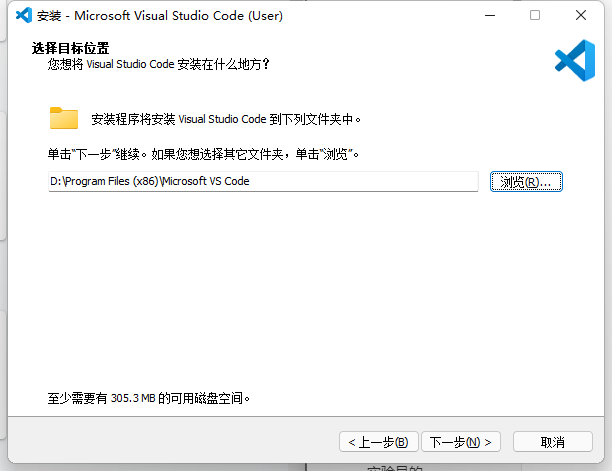 安装 - Microsoft Visual Studio Code (User)
选择目标位置
您想将 Visual Studio Code 安装在什么地方？
安装程序将安装 Visual Studio Code 到下列文件夹中。
单击“下一步”继续。如果您想选择其它文件夹，单击“浏览”。
D:\Program Files (x86)\Microsoft VS Code
浏览(R)...
至少需要有 305.3 MB 的可用磁盘空间。
< 上一步(B)
下一步(N) >
取消